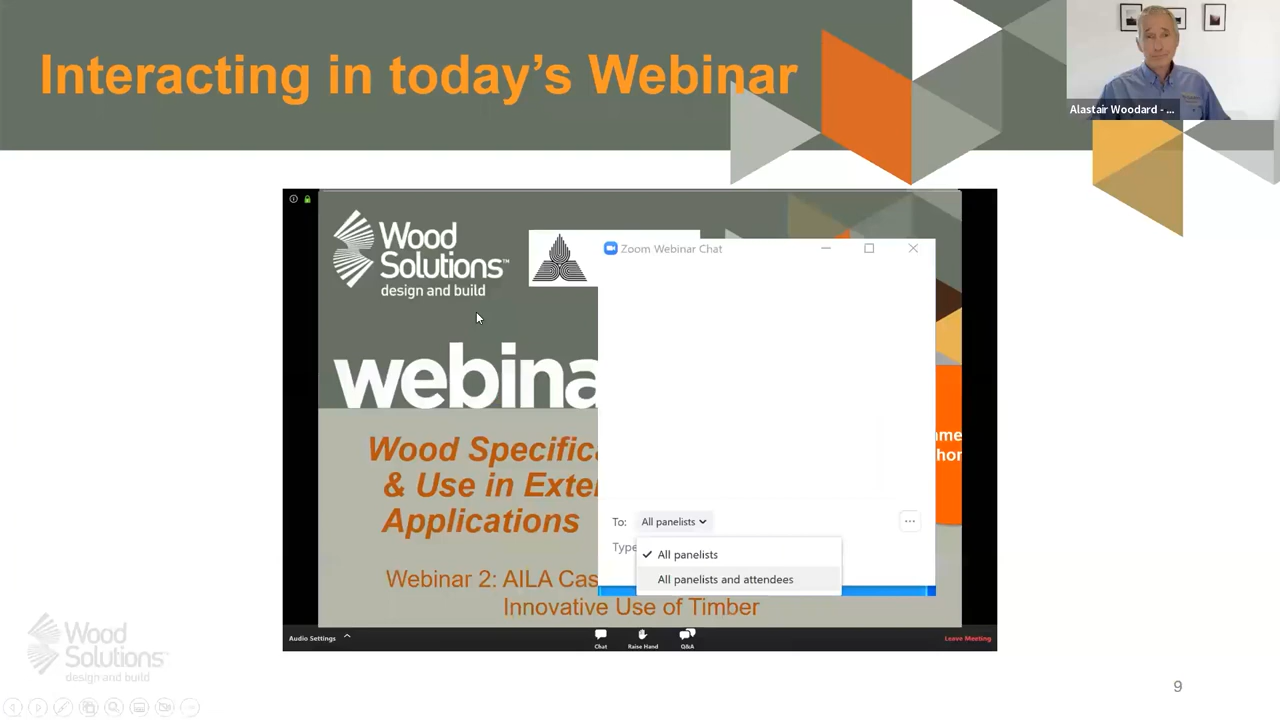 Interacting in today's Webinar
Alastair Woodard - ...
Wood
Solutions™
design and build
Zoom Webinar Chat
webina
Wood Specific
& Use in Exte
Applications
Webinar 2: AILA Cas
Innovative Use of Timber
To: All panelists
Type
All panelists
All panelists and attendees
Audio Settings
Chat
Raise Hand
Q&A
Leave Meeting
Wood
Solutions
design and build
9